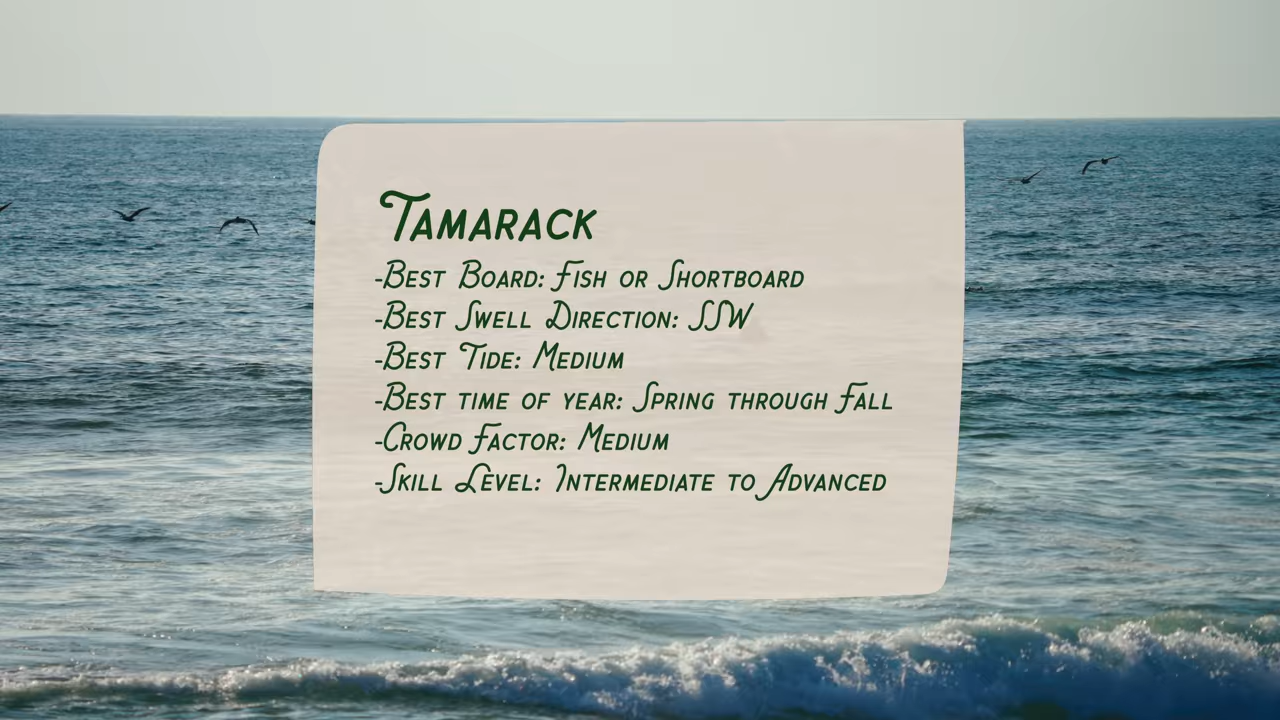 Tamarack
-Best Board: Fish or Shortboard
-Best Swell Direction: SSW
-Best Tide: Medium
-Best time of year: Spring through Fall
-Crowd Factor: Medium
-Skill Level: Intermediate to Advanced